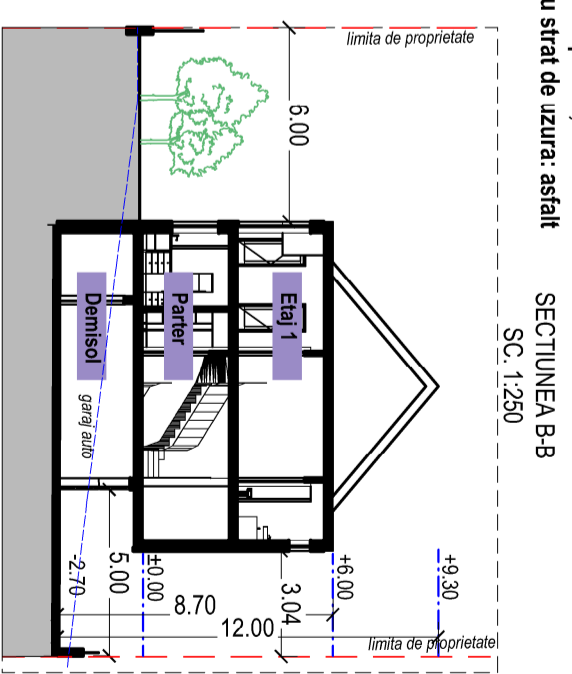 u strat de uzura: asfalt
SECTIUNEA B-B
SC. 1:250
limita de proprietate
6.00
Etaj 1
Parter
Demisol
garaj auto
+9.30
+6.00
±0.00
-2.70
5.00
3.04
8.70
12.00
limita de proprietate